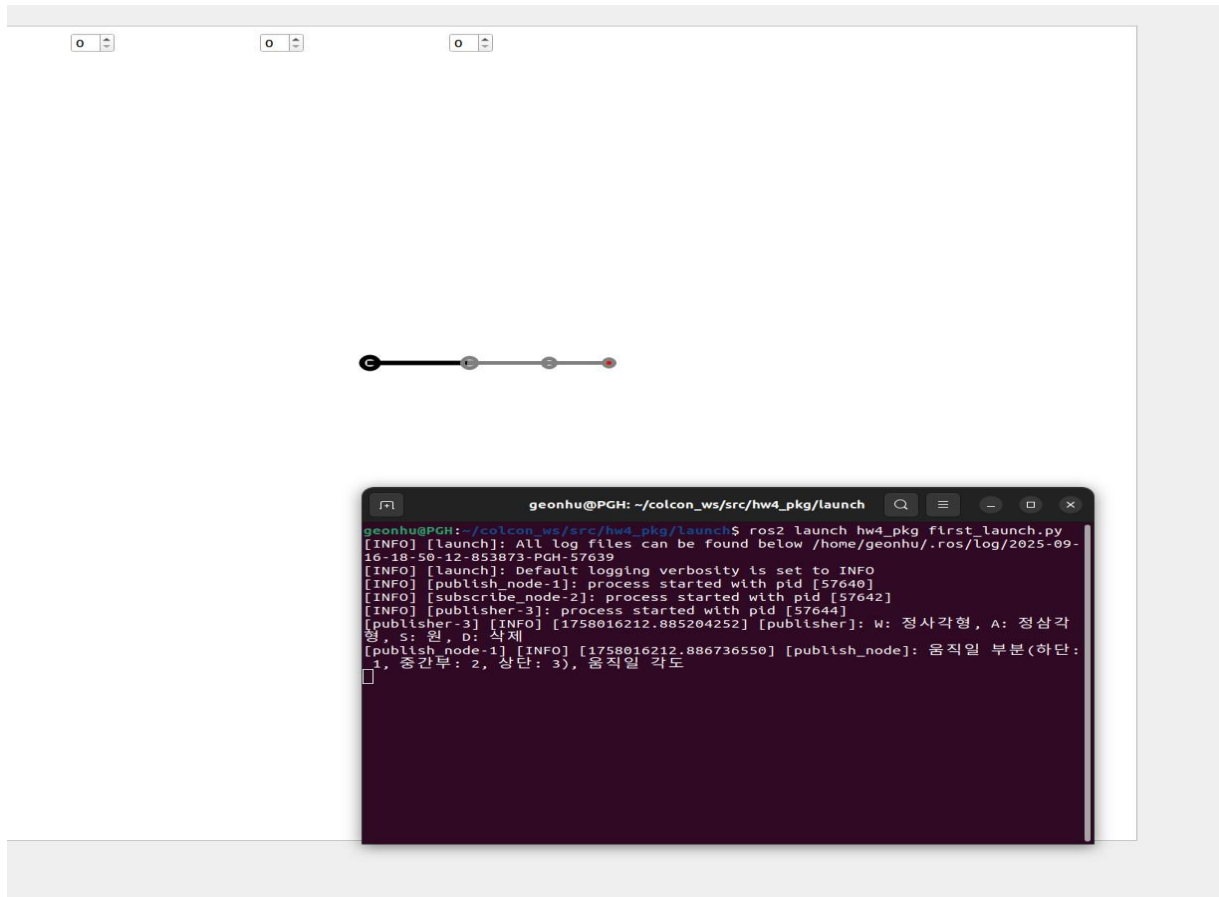 0 0 0
C
geonhu@PGH: ~/colcon_ws/src/hw4_pkg/launch
geonhu@PGH:~/colcon_ws/src/hw4_pkg/launch$ ros2 launch hw4_pkg first_launch.py
[INFO] [launch]: All log files can be found below /home/geonhu/.ros/log/2025-09-
16-18-50-12-853873-PGH-57639
[INFO] [launch]: Default logging verbosity is set to INFO
[INFO] [publish_node-1]: process started with pid [57640]
[INFO] [subscribe_node-2]: process started with pid [57642]
[INFO] [publisher-3]: process started with pid [57644]
[publisher-3] [INFO] [1758016212.885204252] [publisher]: W: 정사각형, A: 정삼각
형, S: 원, D: 삭제
[publish_node-1] [INFO] [1758016212.886736550] [publish_node]: 움직일 부분(하단:
 1, 중간부: 2, 상단: 3), 움직일 각도